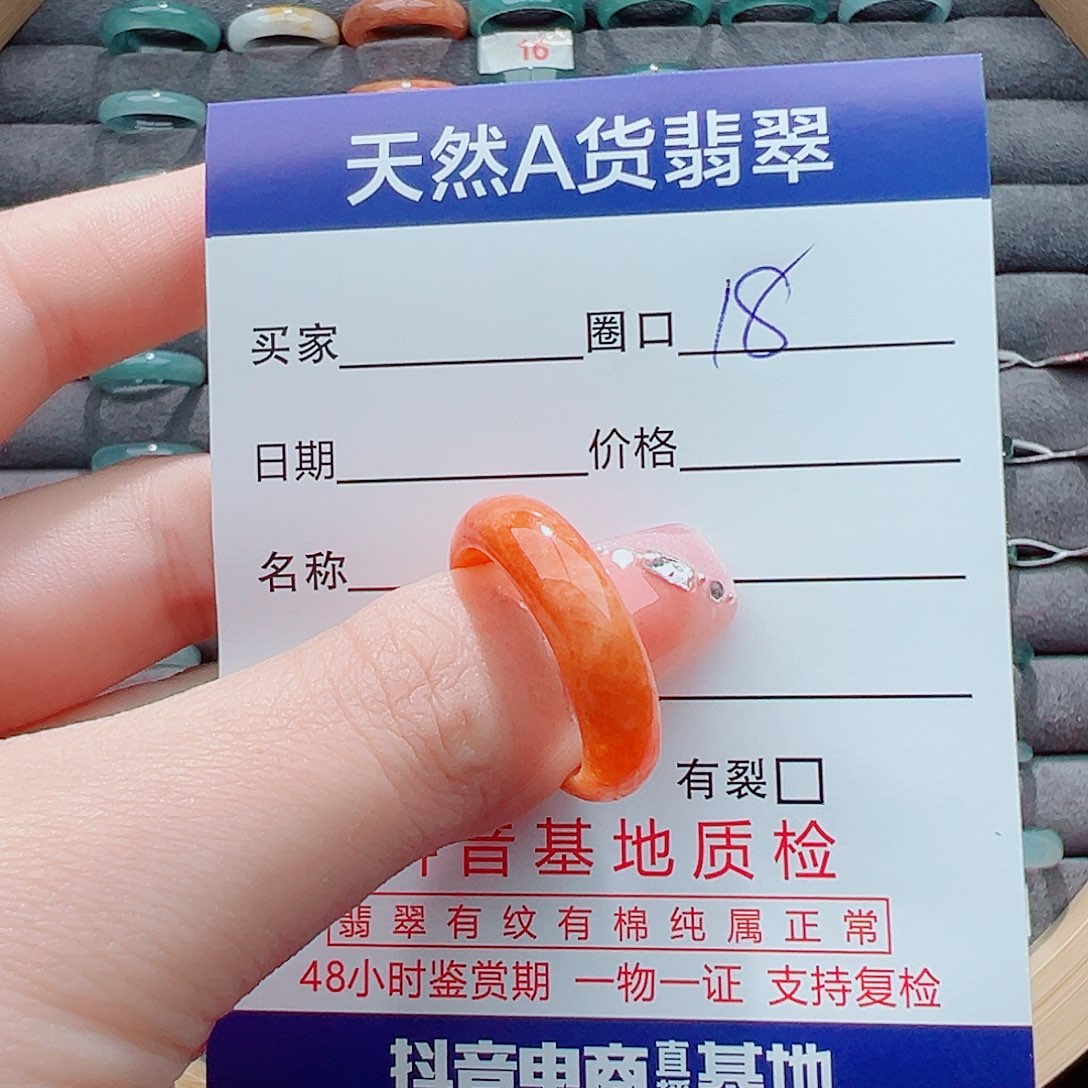 16
天然A货翡翠
买家 圈口 18
日期 价格
名称
有裂
音基地质检
翡翠有纹有棉纯属正常
48小时鉴赏期 一物一证 支持复检
抖音电商直播基地